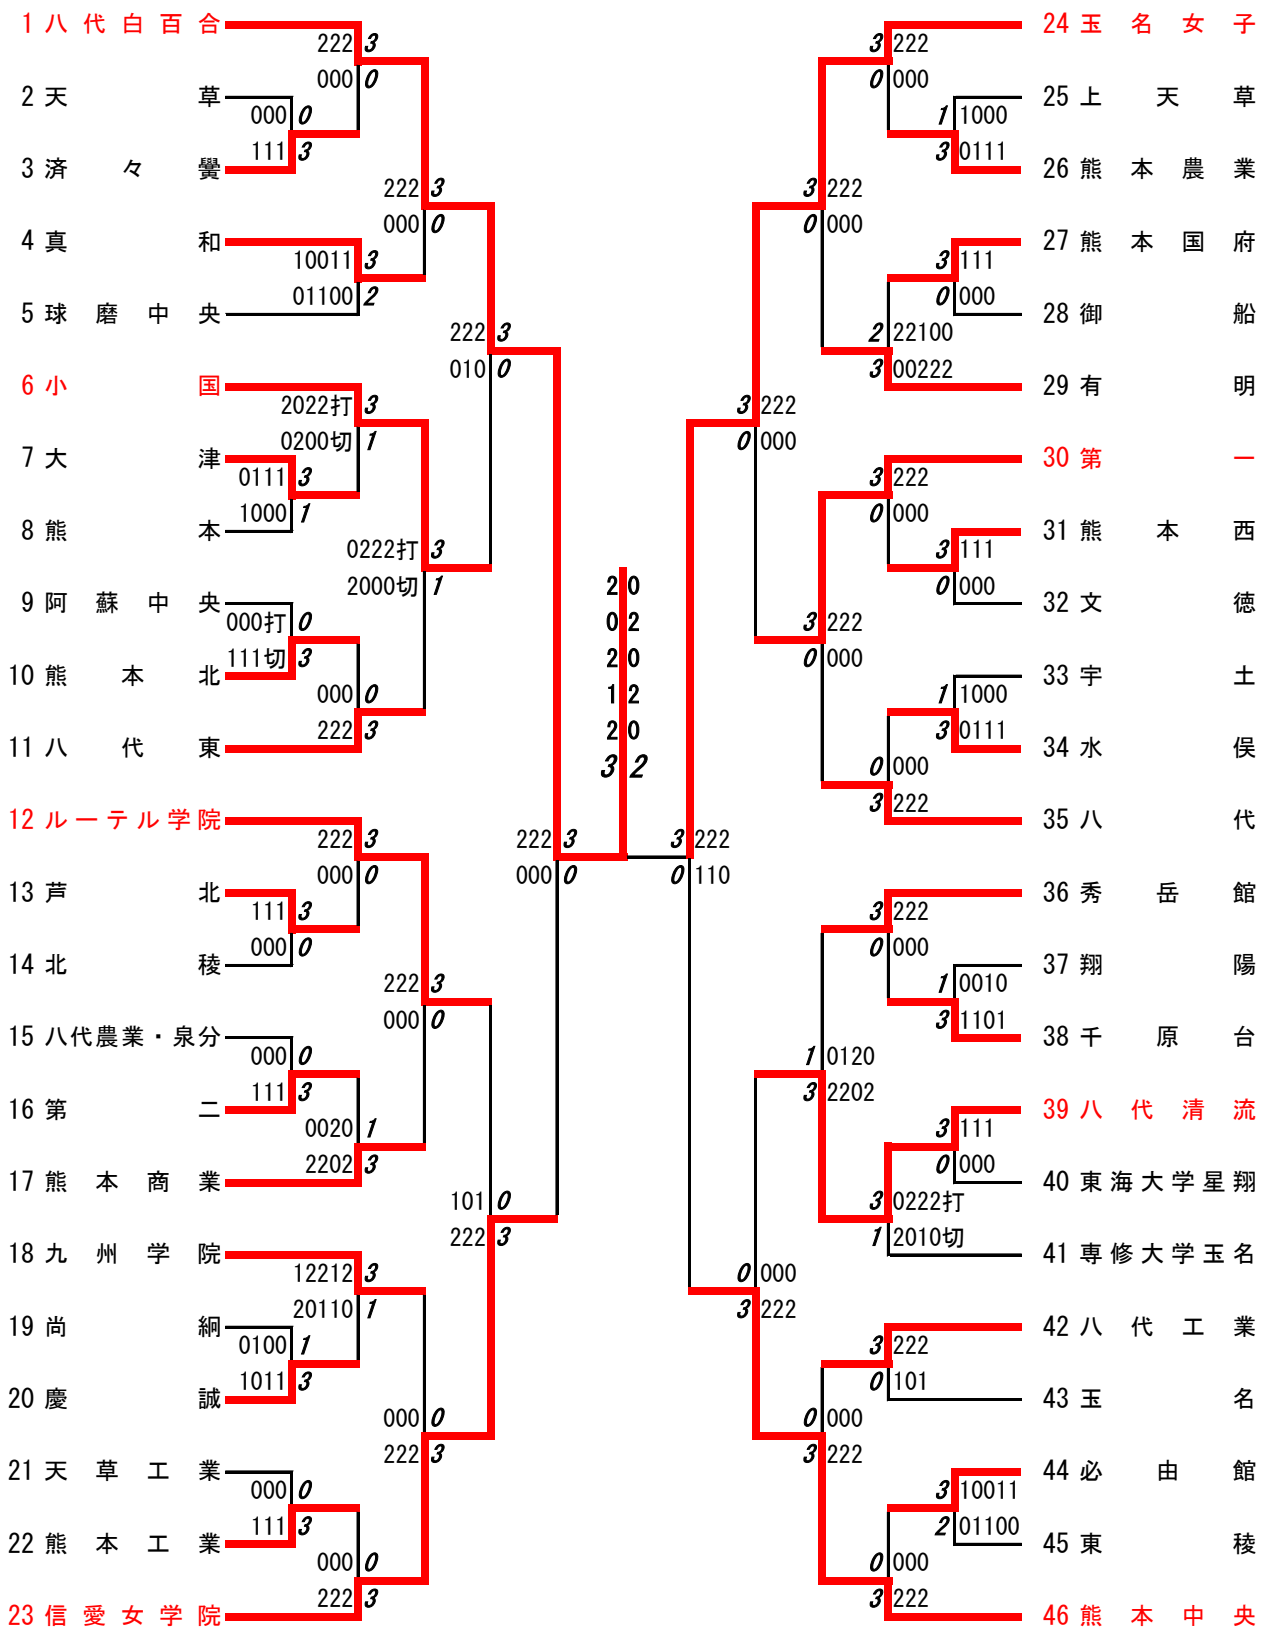 1 八代白百合
222 3
000 0
2 天草
000 0
111 3
3 済々黌
222 3
000 0
4 真和
10011 3
01100 2
5 球磨中央
222 3
010 0
6 小国
2022打 3
0200切 1
7 大津
0111 3
1000 1
8 熊本
0222打 3
2000切 1
9 阿蘇中央
000打 0
111切 3
10 熊本北
000 0
222 3
11 八代東
12 ルーテル学院
222 3
000 0
222 3
000 0
13 芦北
111 3
000 0
14 北稜
222 3
000 0
15 八代農業・泉分
000 0
111 3
16 第二
0020 1
2202 3
17 熊本商業
101 0
222 3
18 九州学院
12212 3
20110 1
19 尚絅
0100 1
1011 3
20 慶誠
000 0
222 3
21 天草工業
000 0
111 3
22 熊本工業
000 0
222 3
23 信愛女学院
2 0
0 2
2 0
1 2
2 0
3 2
24 玉名女子
3 222
0 000
25 上天草
1 1000
3 0111
26 熊本農業
3 222
0 000
27 熊本国府
3 111
0 000
28 御船
2 22100
3 00222
29 有明
3 222
0 000
30 第一
3 222
0 000
31 熊本西
3 111
0 000
32 文徳
3 222
0 000
33 宇土
1 1000
3 0111
34 水俣
0 000
3 222
35 八代
3 222
0 110
36 秀岳館
3 222
0 000
37 翔陽
1 0010
3 1101
38 千原台
1 0120
3 2202
39 八代清流
3 111
0 000
40 東海大学星翔
3 0222打
1 2010切
41 専修大学玉名
0 000
3 222
42 八代工業
3 222
0 101
43 玉名
0 000
3 222
44 必由館
3 10011
2 01100
45 東稜
0 000
3 222
46 熊本中央